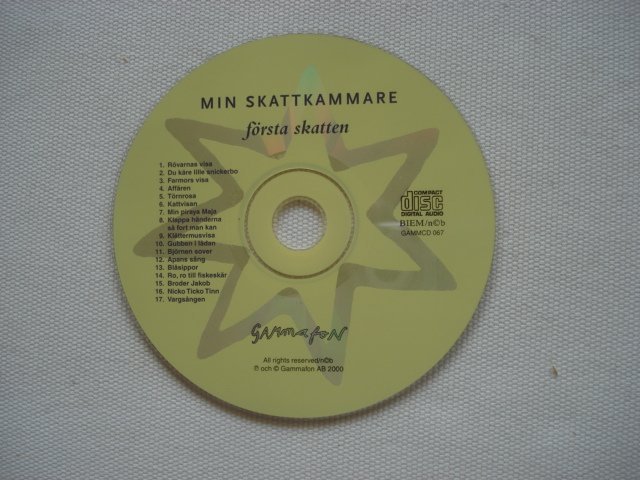 MIN SKATTKAMMARE
första skatten
1. Rövarnas visa
2. Du käre lille snickerbo
3. Farmors visa
4. Affären
5. Törnrosa
6. Kattvisan
7. Min piraya Maja
8. Klappa händerna
så fort man kan
9. Klättermusvisa
10. Gubben i lådan
11. Björnen sover
12. Apans sång
13. Blåsippor
14. Ro, ro till fiskeskär
15. Broder Jakob
16. Nicko Ticko Tinn
17. Vargsången
COMPACT
disc
DIGITAL AUDIO
BIEM/n©b
GAMMCD 067
GAMMAFON
All rights reserved/n©b
℗ och © Gammafon AB 2000